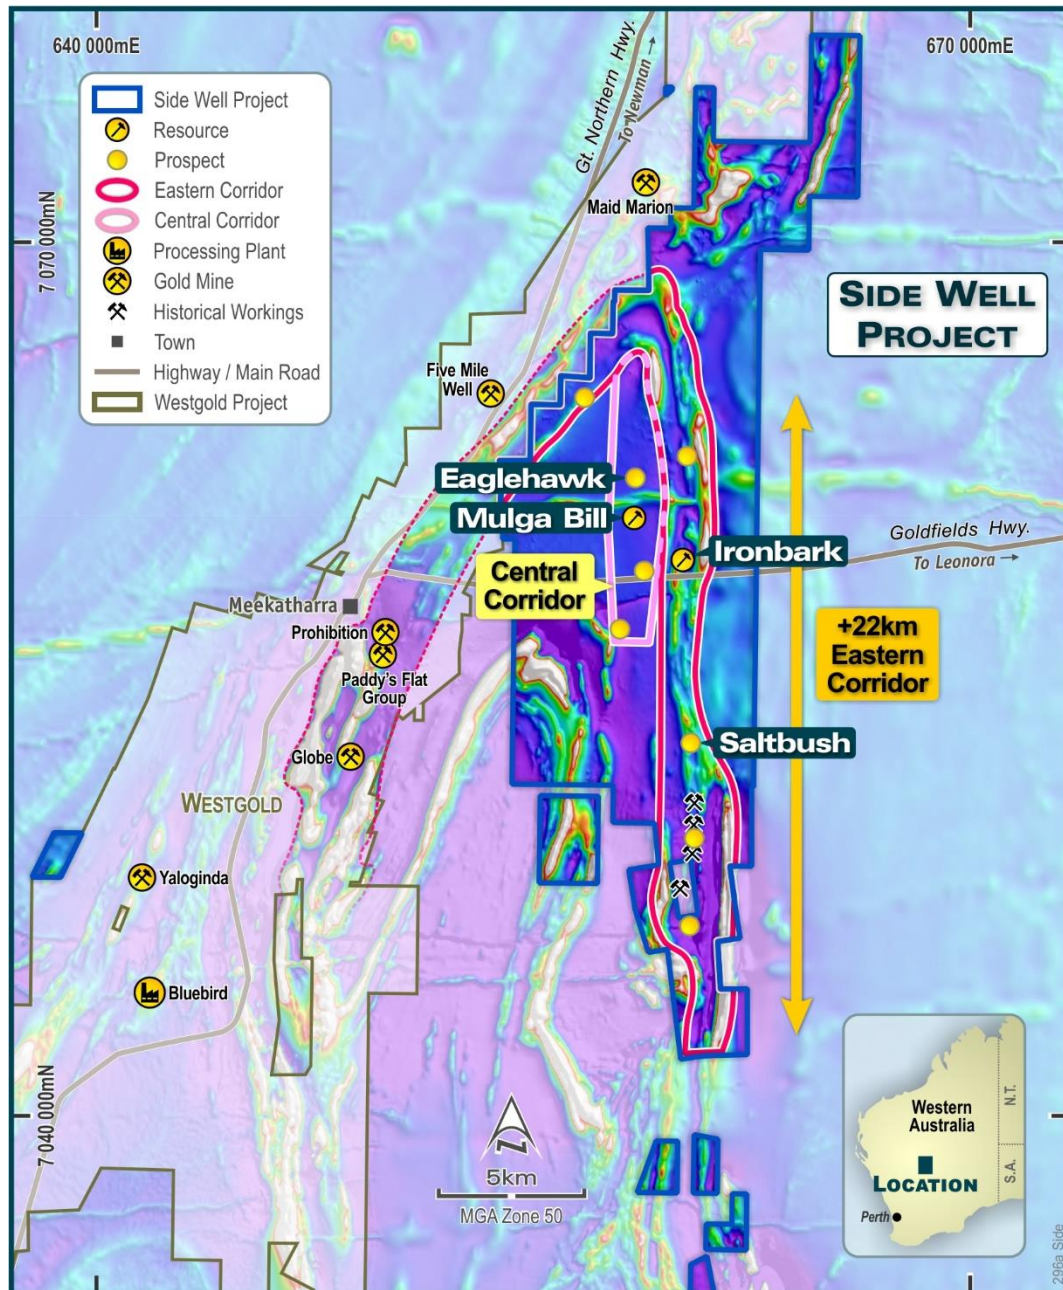 640 000mE
670 000mE
Gt. Northern Hwy.
To Newman →
Side Well Project
Resource
Prospect
Eastern Corridor
Central Corridor
Processing Plant
Gold Mine
Historical Workings
Town
Highway / Main Road
Westgold Project
7 070 000mN
Maid Marion
SIDE WELL
PROJECT
Five Mile
Well
Eaglehawk
Mulga Bill
Goldfields Hwy.
To Leonora →
Ironbark
Central
Corridor
Meekatharra
Prohibition
Paddy's Flat
Group
+22km
Eastern
Corridor
Saltbush
Globe
WESTGOLD
Yaloginda
Bluebird
7 040 000mN
N
5km
MGA Zone 50
Western
Australia
N.T.
S.A.
LOCATION
Perth
296a Side